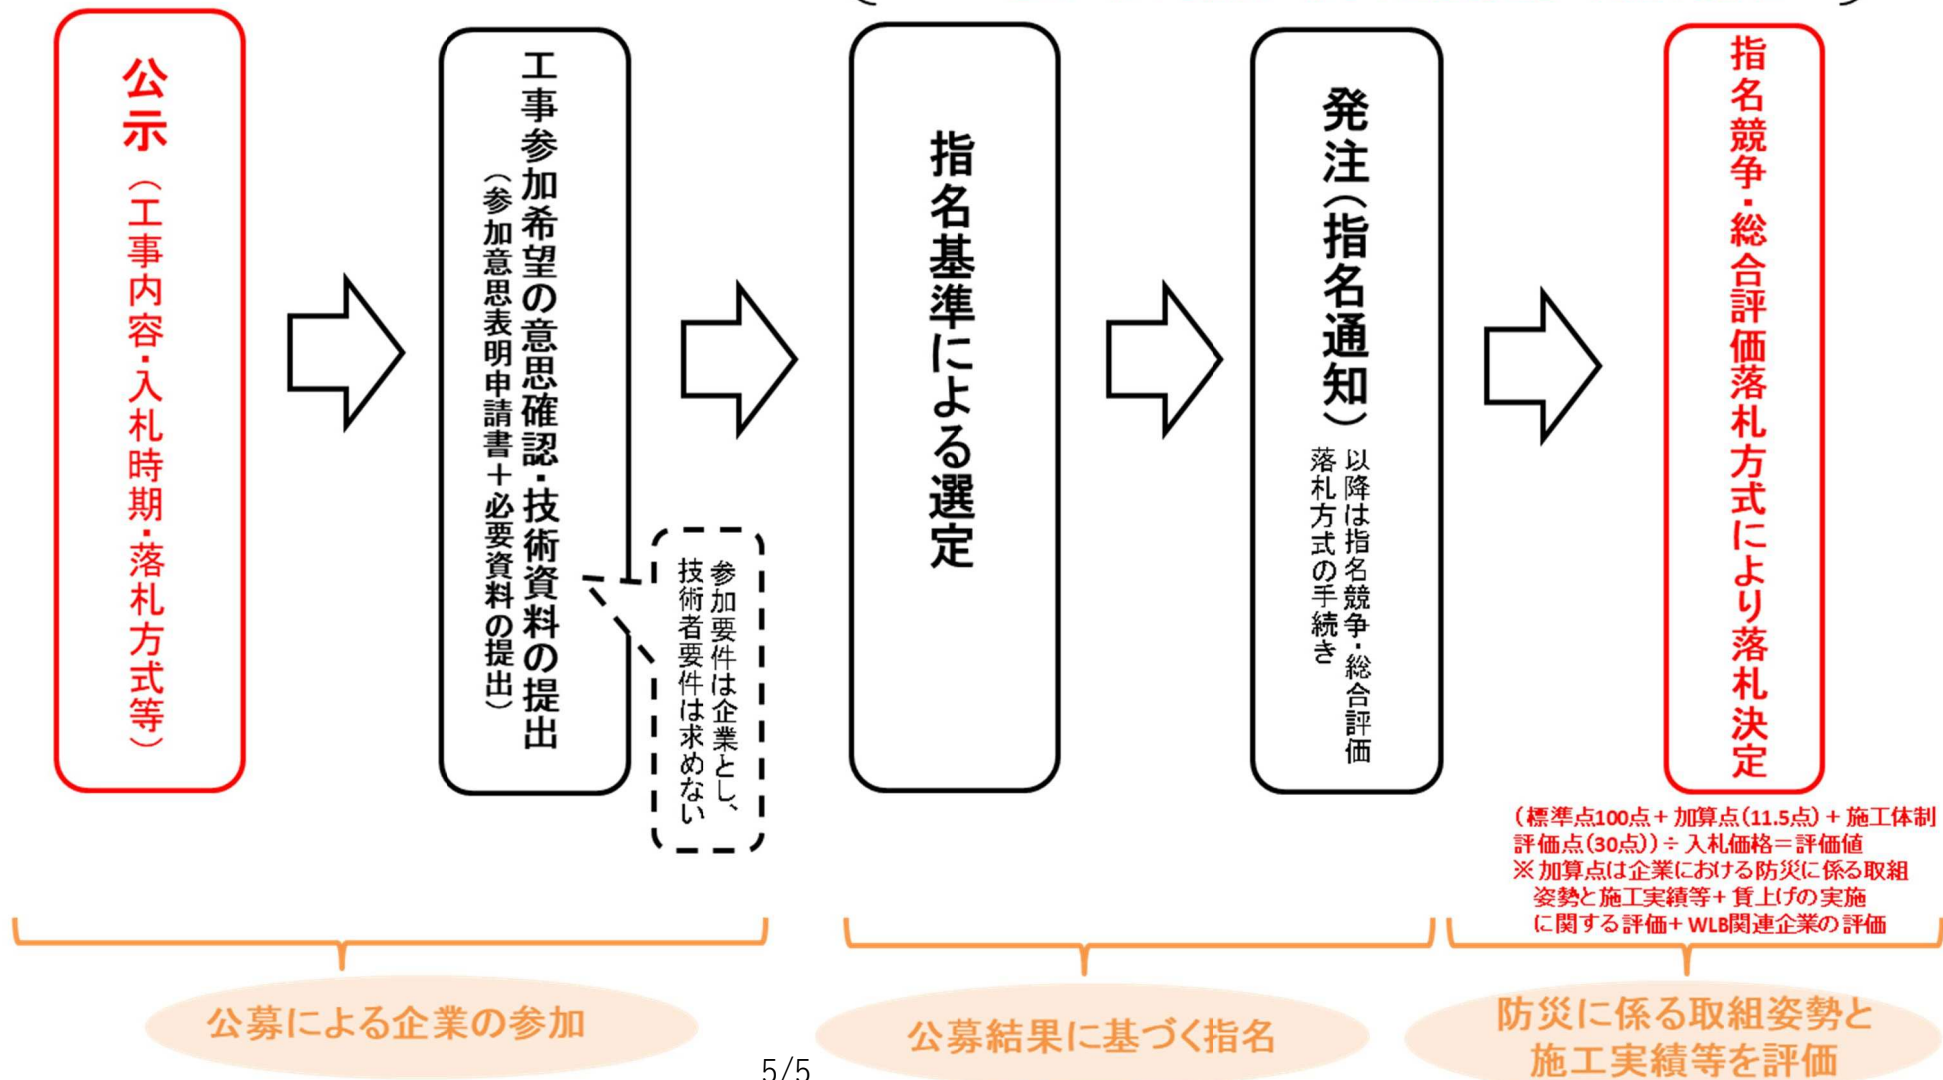 公示（工事内容・入札時期・落札方式等）
工事参加希望の意思確認・技術資料の提出
（参加意思表明申請書＋必要資料の提出）
参加要件は企業とし、
技術者要件は求めない
指名基準による選定
発注（指名通知）
以降は指名競争・総合評価
落札方式の手続き
指名競争・総合評価落札方式により落札決定
（標準点100点＋加算点（11.5点）＋施工体制
評価点（30点））÷入札価格＝評価値
※加算点は企業における防災に係る取組
姿勢と施工実績等＋賃上げの実施
に関する評価＋WLB関連企業の評価
公募による企業の参加
公募結果に基づく指名
防災に係る取組姿勢と
施工実績等を評価
5/5